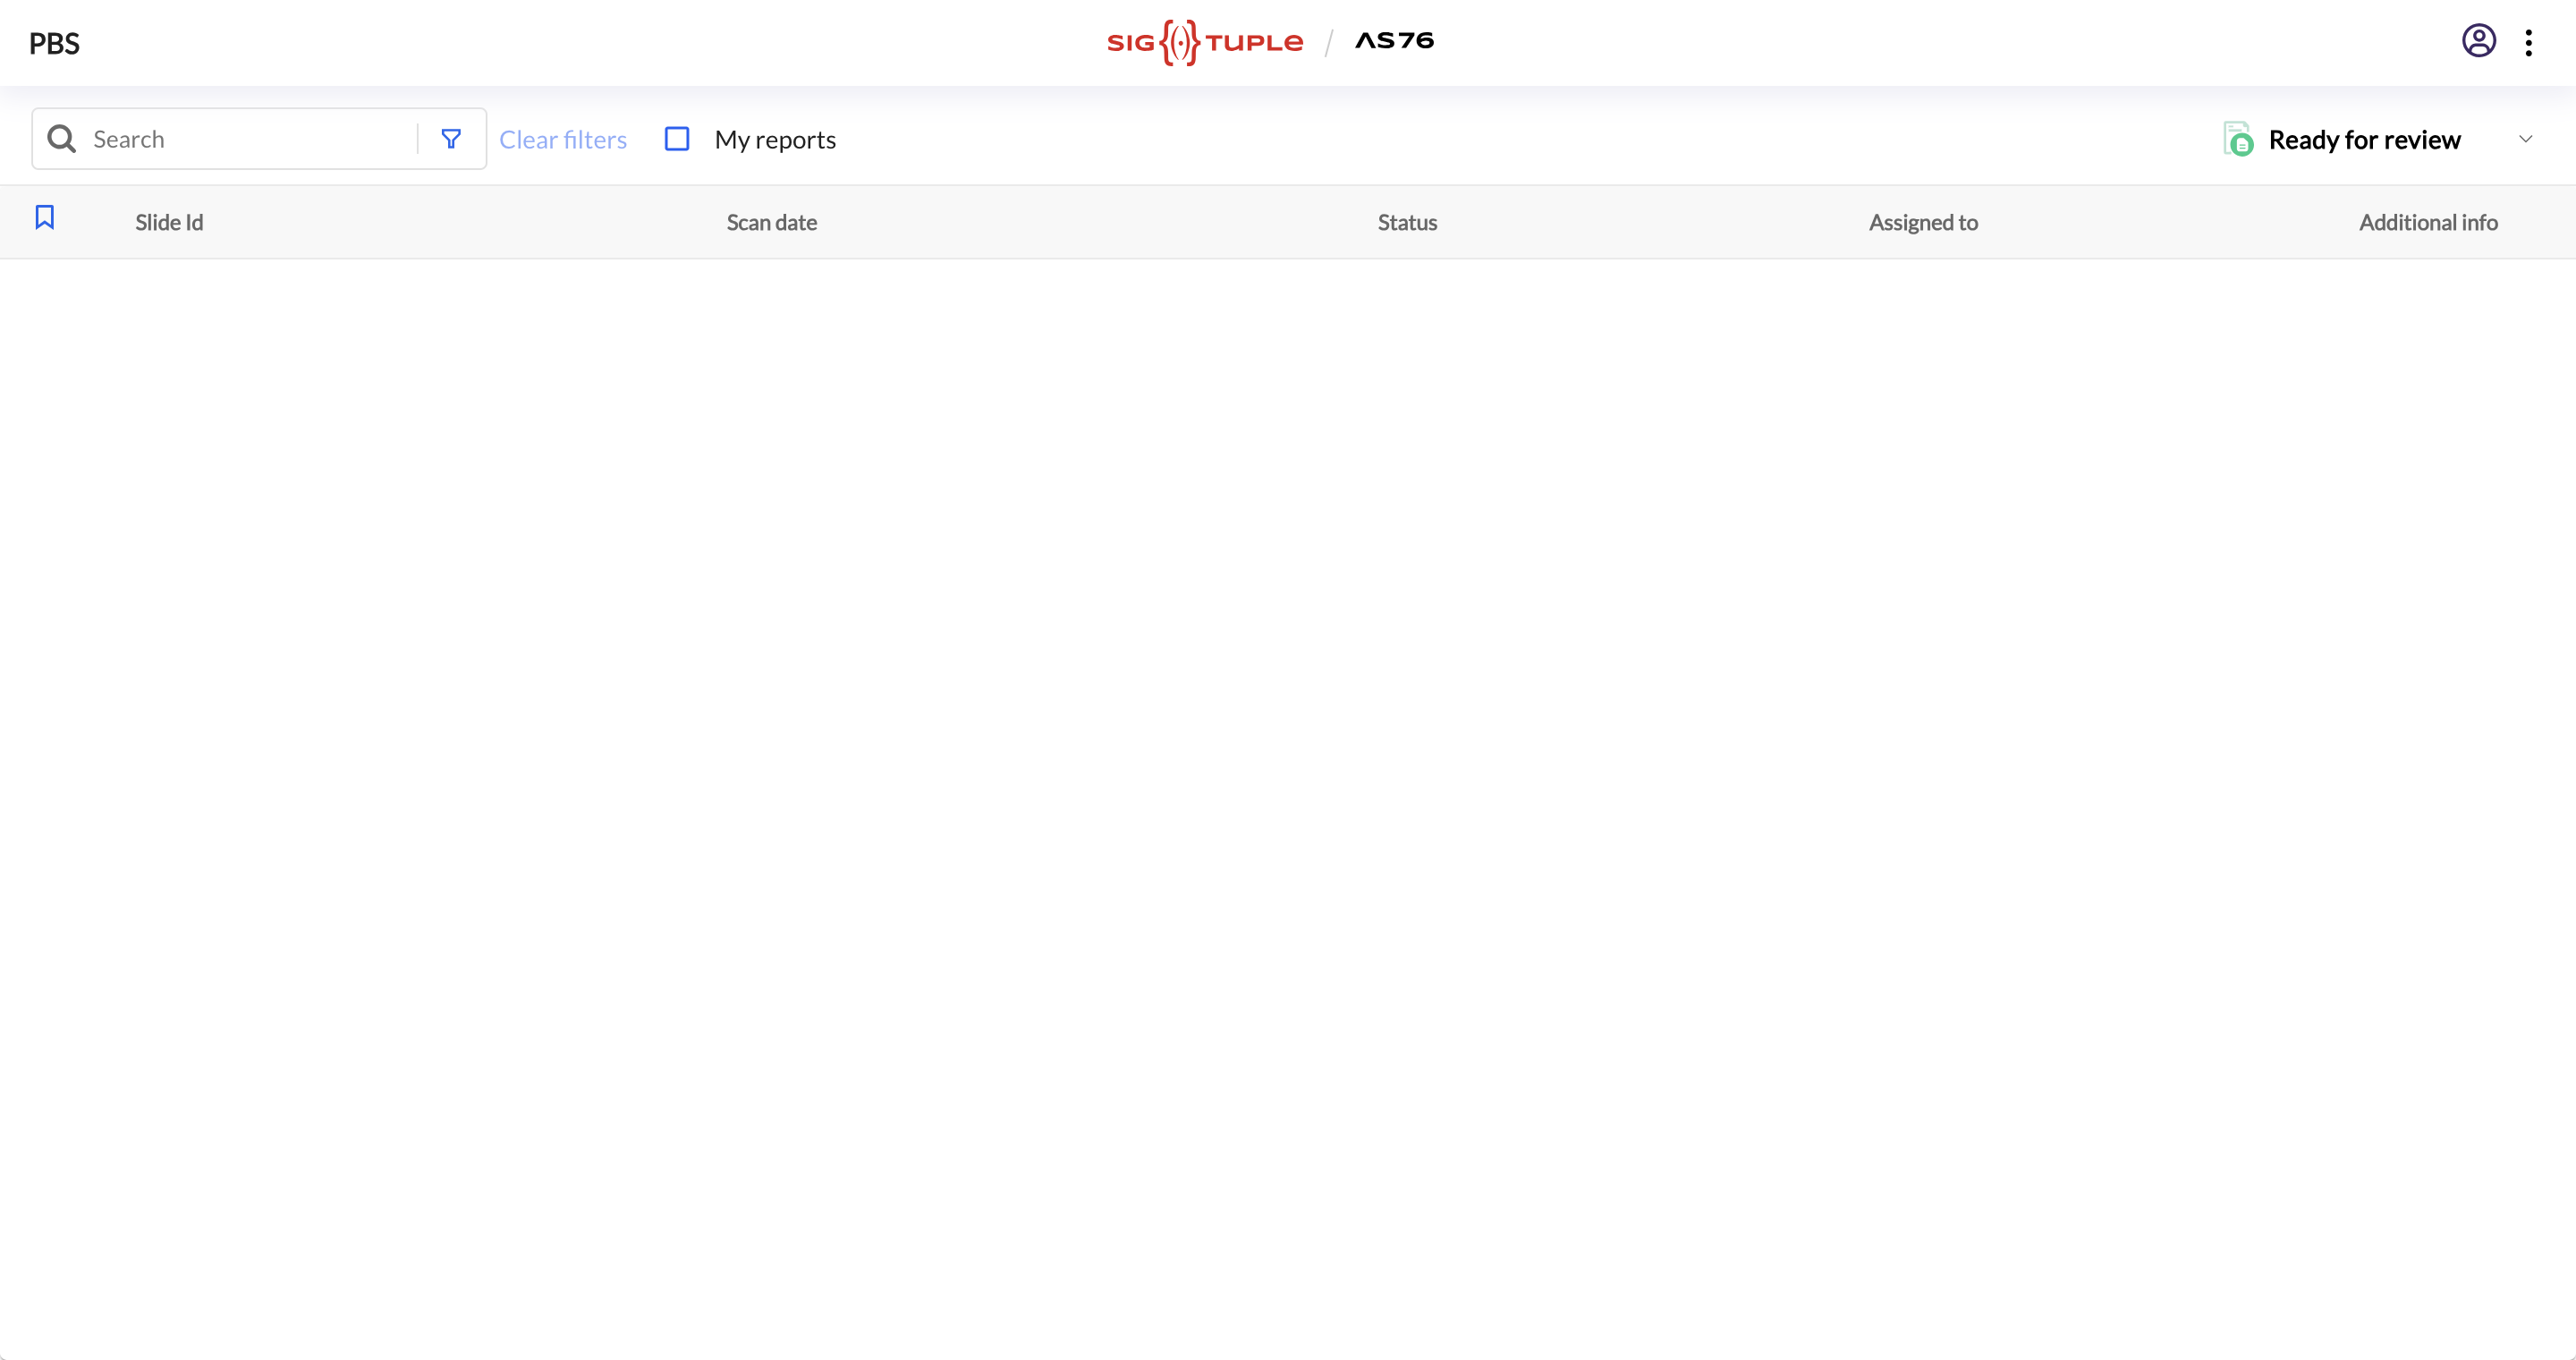 PBS
SIG{(·)}TUPLE / AS76
Search
Clear filters
My reports
Ready for review
Slide Id
Scan date
Status
Assigned to
Additional info